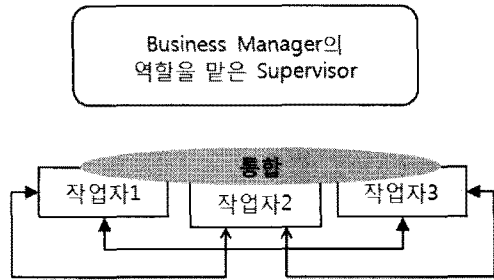 Business Manager의
역할을 맡은 Supervisor
통합
작업자1
작업자2
작업자3